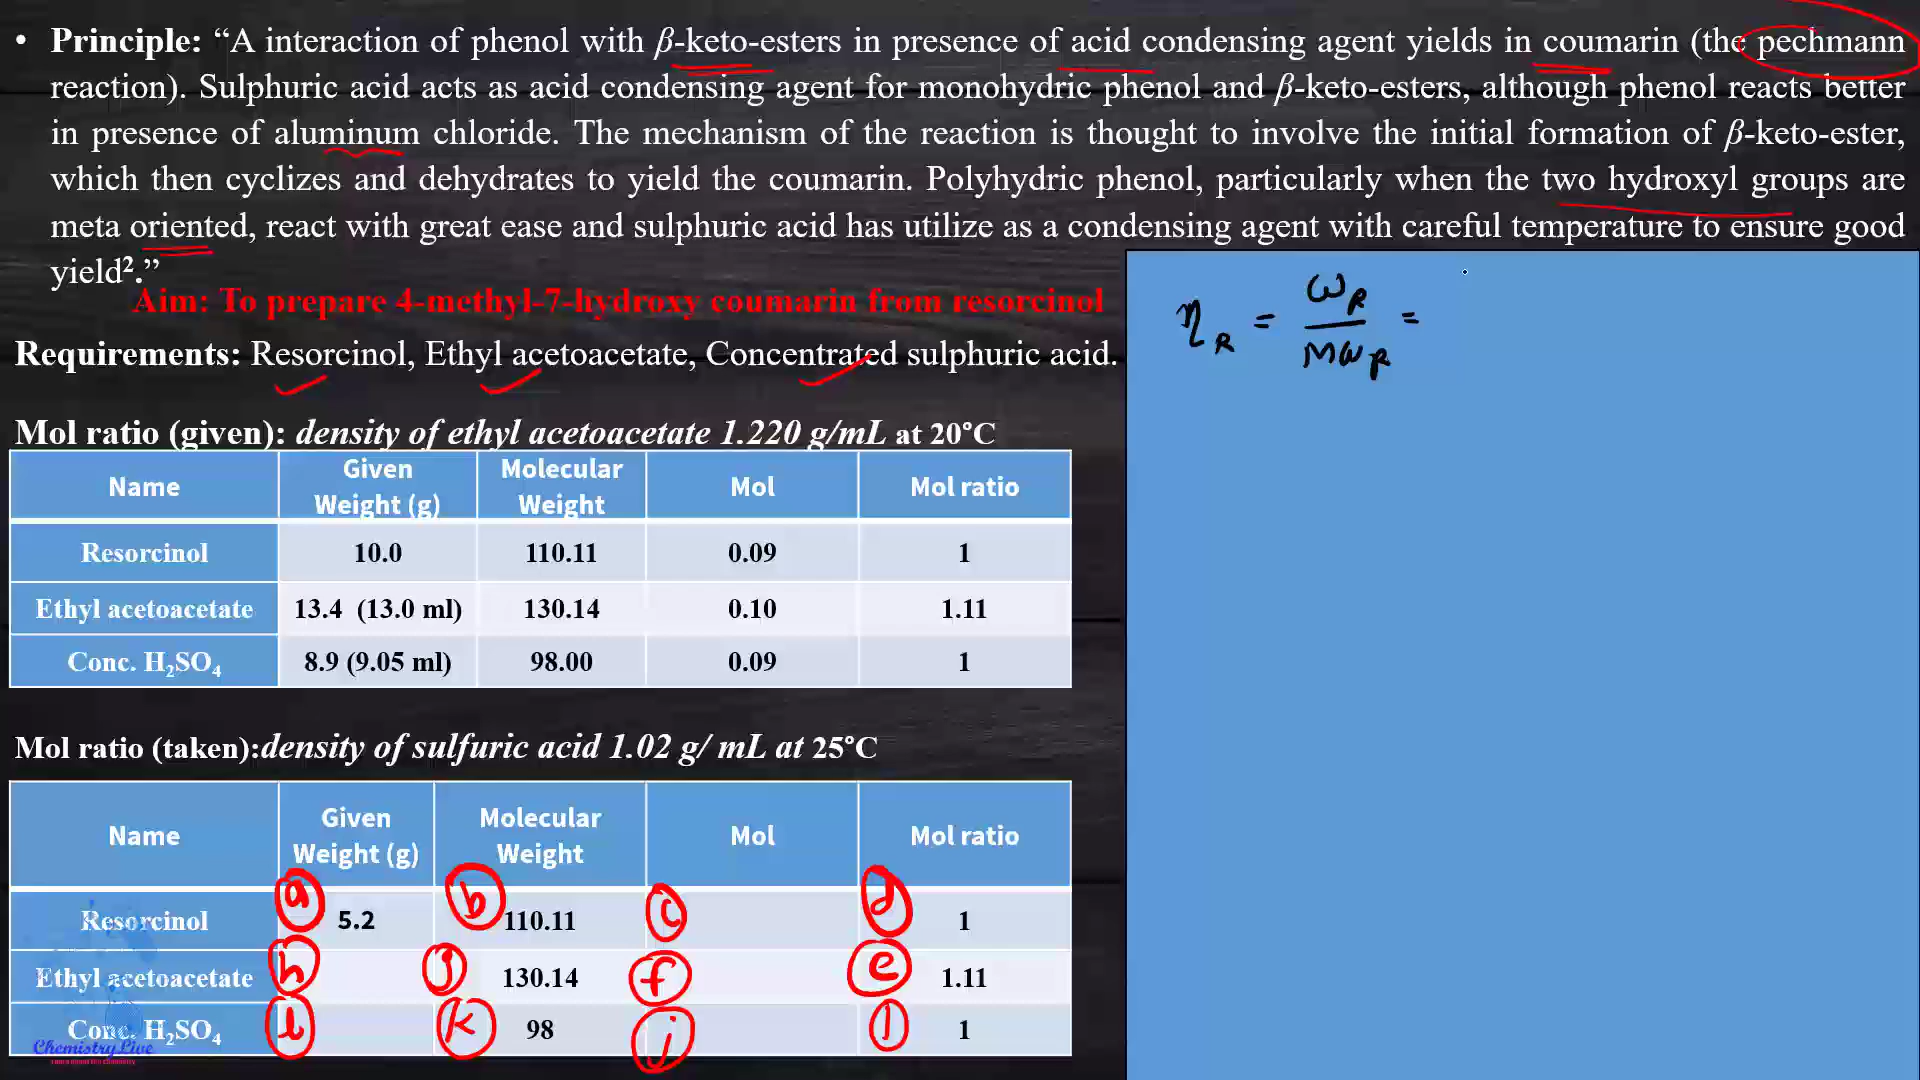 • Principle: “A interaction of phenol with β-keto-esters in presence of acid condensing agent yields in coumarin (the pechmann
reaction). Sulphuric acid acts as acid condensing agent for monohydric phenol and β-keto-esters, although phenol reacts better
in presence of aluminum chloride. The mechanism of the reaction is thought to involve the initial formation of β-keto-ester,
which then cyclizes and dehydrates to yield the coumarin. Polyhydric phenol, particularly when the two hydroxyl groups are
meta oriented, react with great ease and sulphuric acid has utilize as a condensing agent with careful temperature to ensure good
yield².”
Aim: To prepare 4-methyl-7-hydroxy coumarin from resorcinol
Requirements: Resorcinol, Ethyl acetoacetate, Concentrated sulphuric acid.
Mol ratio (given): density of ethyl acetoacetate 1.220 g/mL at 20°C
Name Given Weight (g) Molecular Weight Mol Mol ratio
Resorcinol 10.0 110.11 0.09 1
Ethyl acetoacetate 13.4 (13.0 ml) 130.14 0.10 1.11
Conc. H₂SO₄ 8.9 (9.05 ml) 98.00 0.09 1
Mol ratio (taken):density of sulfuric acid 1.02 g/ mL at 25°C
Name Given Weight (g) Molecular Weight Mol Mol ratio
Resorcinol a 5.2 b 110.11 c d 1
Ethyl acetoacetate h g 130.14 f e 1.11
Conc. H₂SO₄ i k 98 j l 1
η_R = ω_R / Mω_R =
Chemistry Live